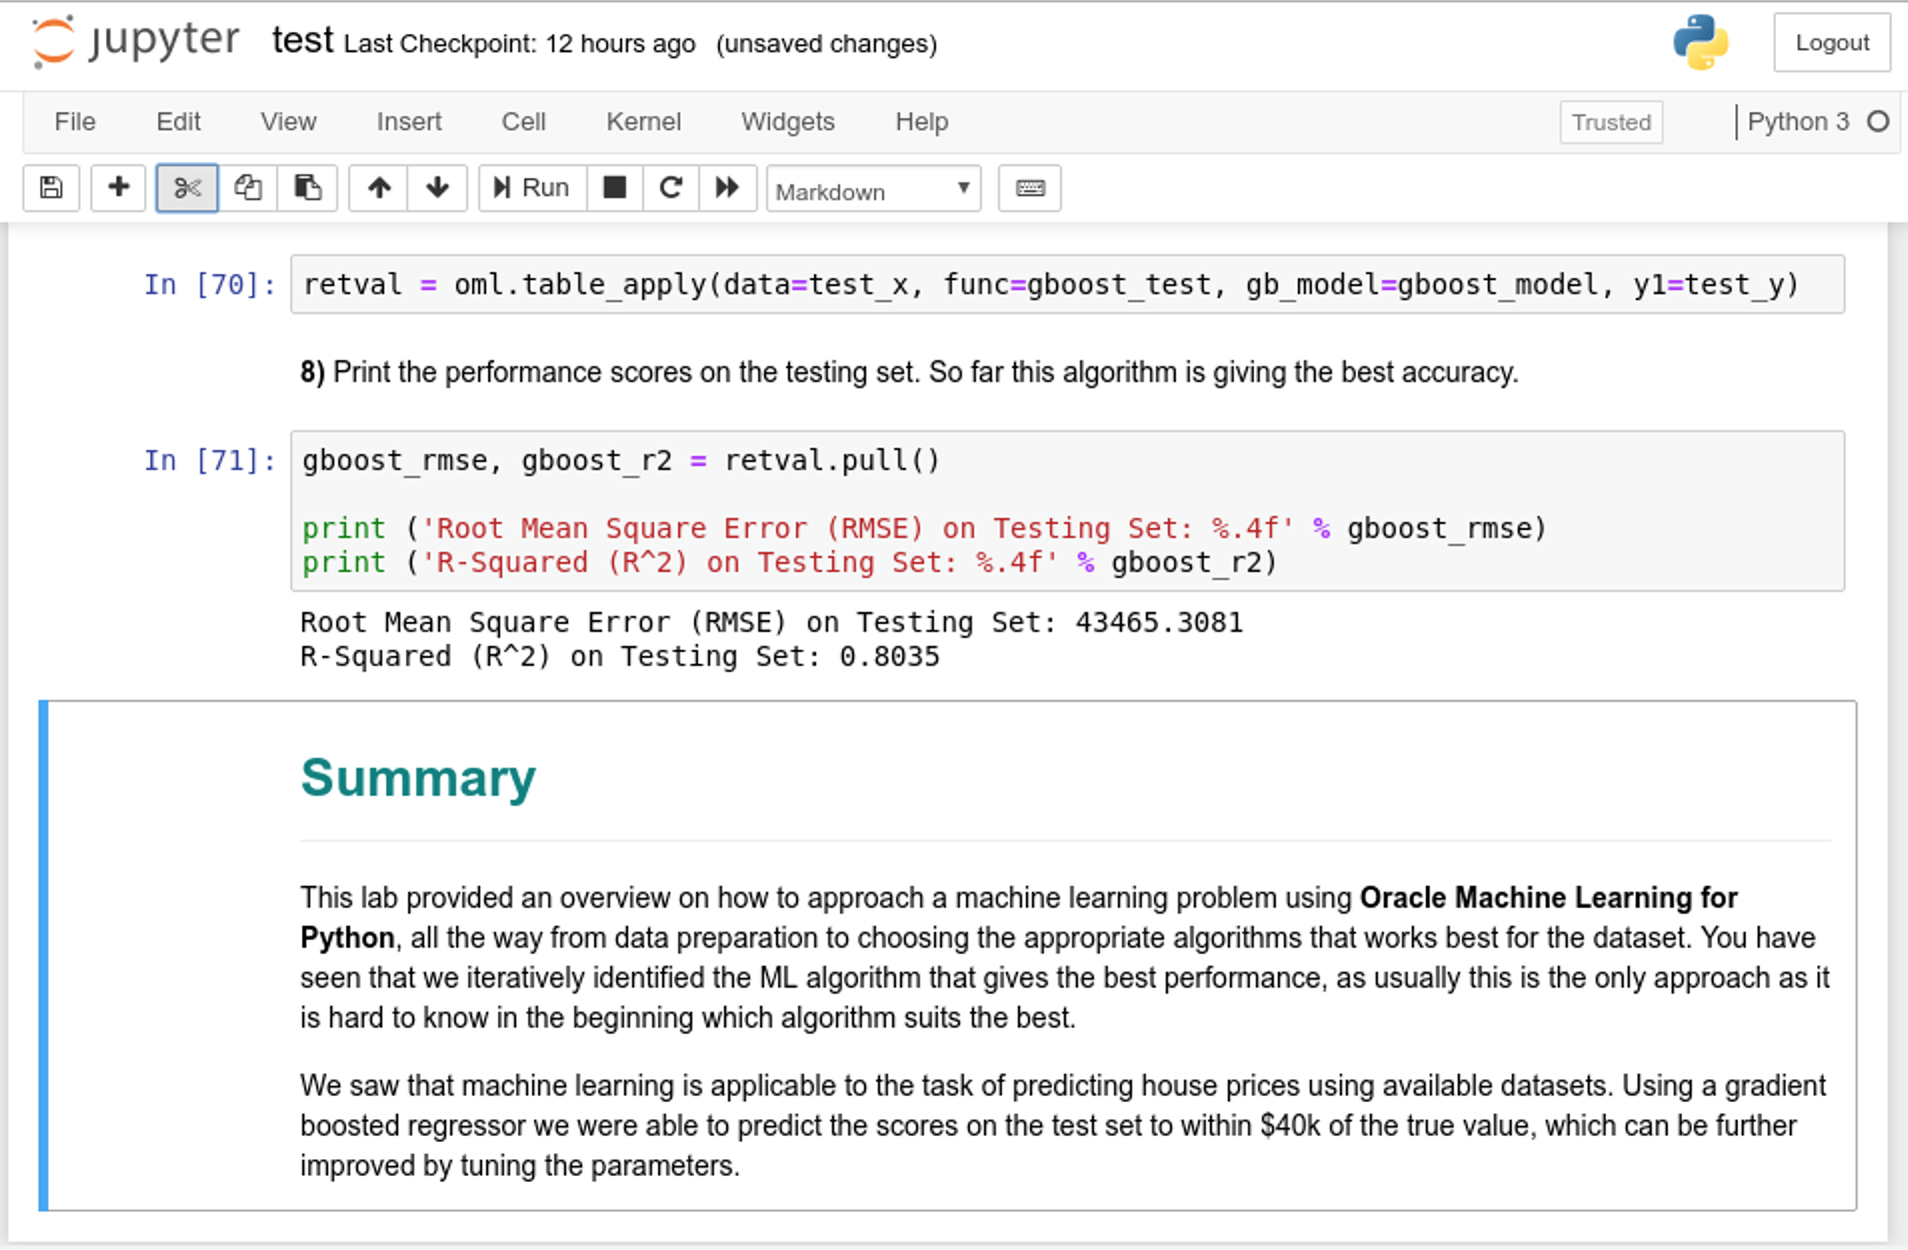 jupyter test Last Checkpoint: 12 hours ago (unsaved changes) Logout
File Edit View Insert Cell Kernel Widgets Help Trusted Python 3
Run Markdown
In [70]: retval = oml.table_apply(data=test_x, func=gboost_test, gb_model=gboost_model, y1=test_y)
8) Print the performance scores on the testing set. So far this algorithm is giving the best accuracy.
In [71]: gboost_rmse, gboost_r2 = retval.pull()
print ('Root Mean Square Error (RMSE) on Testing Set: %.4f' % gboost_rmse)
print ('R-Squared (R^2) on Testing Set: %.4f' % gboost_r2)
Root Mean Square Error (RMSE) on Testing Set: 43465.3081
R-Squared (R^2) on Testing Set: 0.8035
Summary
This lab provided an overview on how to approach a machine learning problem using Oracle Machine Learning for
Python, all the way from data preparation to choosing the appropriate algorithms that works best for the dataset. You have
seen that we iteratively identified the ML algorithm that gives the best performance, as usually this is the only approach as it
is hard to know in the beginning which algorithm suits the best.
We saw that machine learning is applicable to the task of predicting house prices using available datasets. Using a gradient
boosted regressor we were able to predict the scores on the test set to within $40k of the true value, which can be further
improved by tuning the parameters.